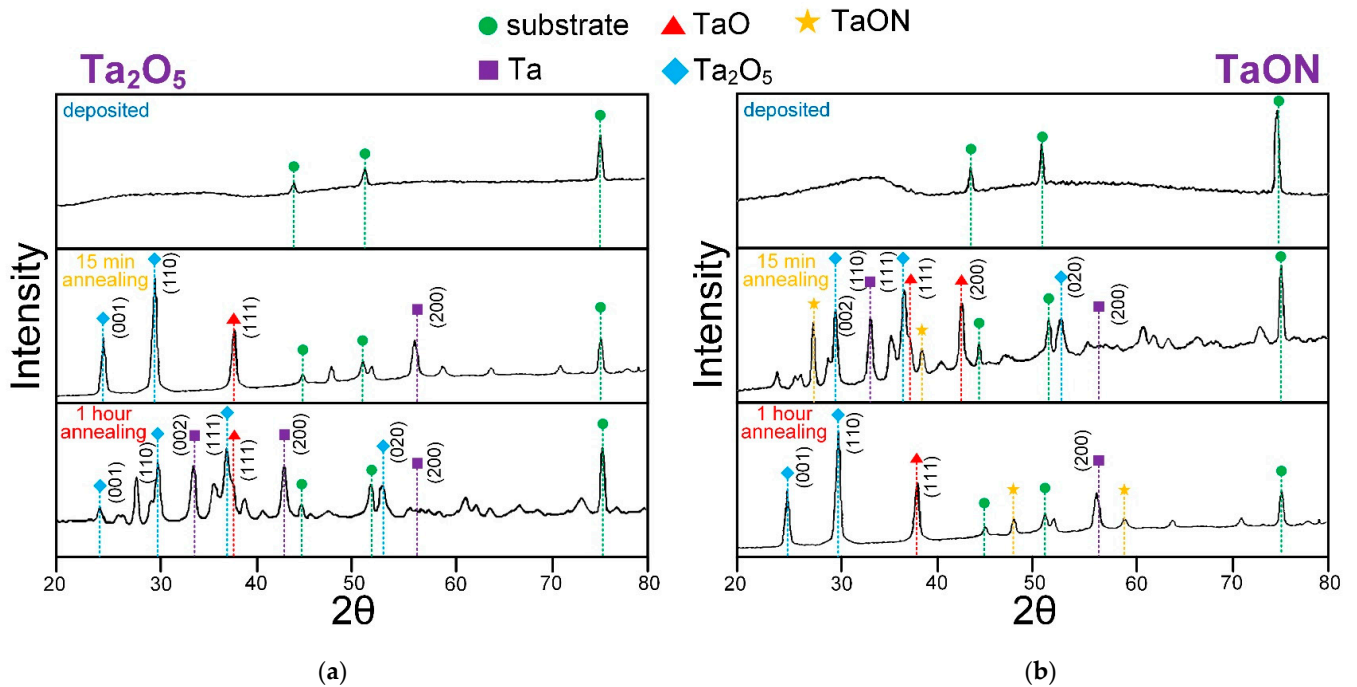 substrate TaO TaON
Ta Ta₂O₅
Ta₂O₅
TaON
Intensity
deposited
15 min
annealing
(001) (110) (111) (200)
1 hour
annealing
(001) (110) (002) (111) (111) (200) (020) (200)
20 30 40 50 60 70 80
2θ
(a)
Intensity
deposited
15 min
annealing
(002) (110) (111) (111) (200) (020) (200)
1 hour
annealing
(001) (110) (111) (200)
20 30 40 50 60 70 80
2θ
(b)